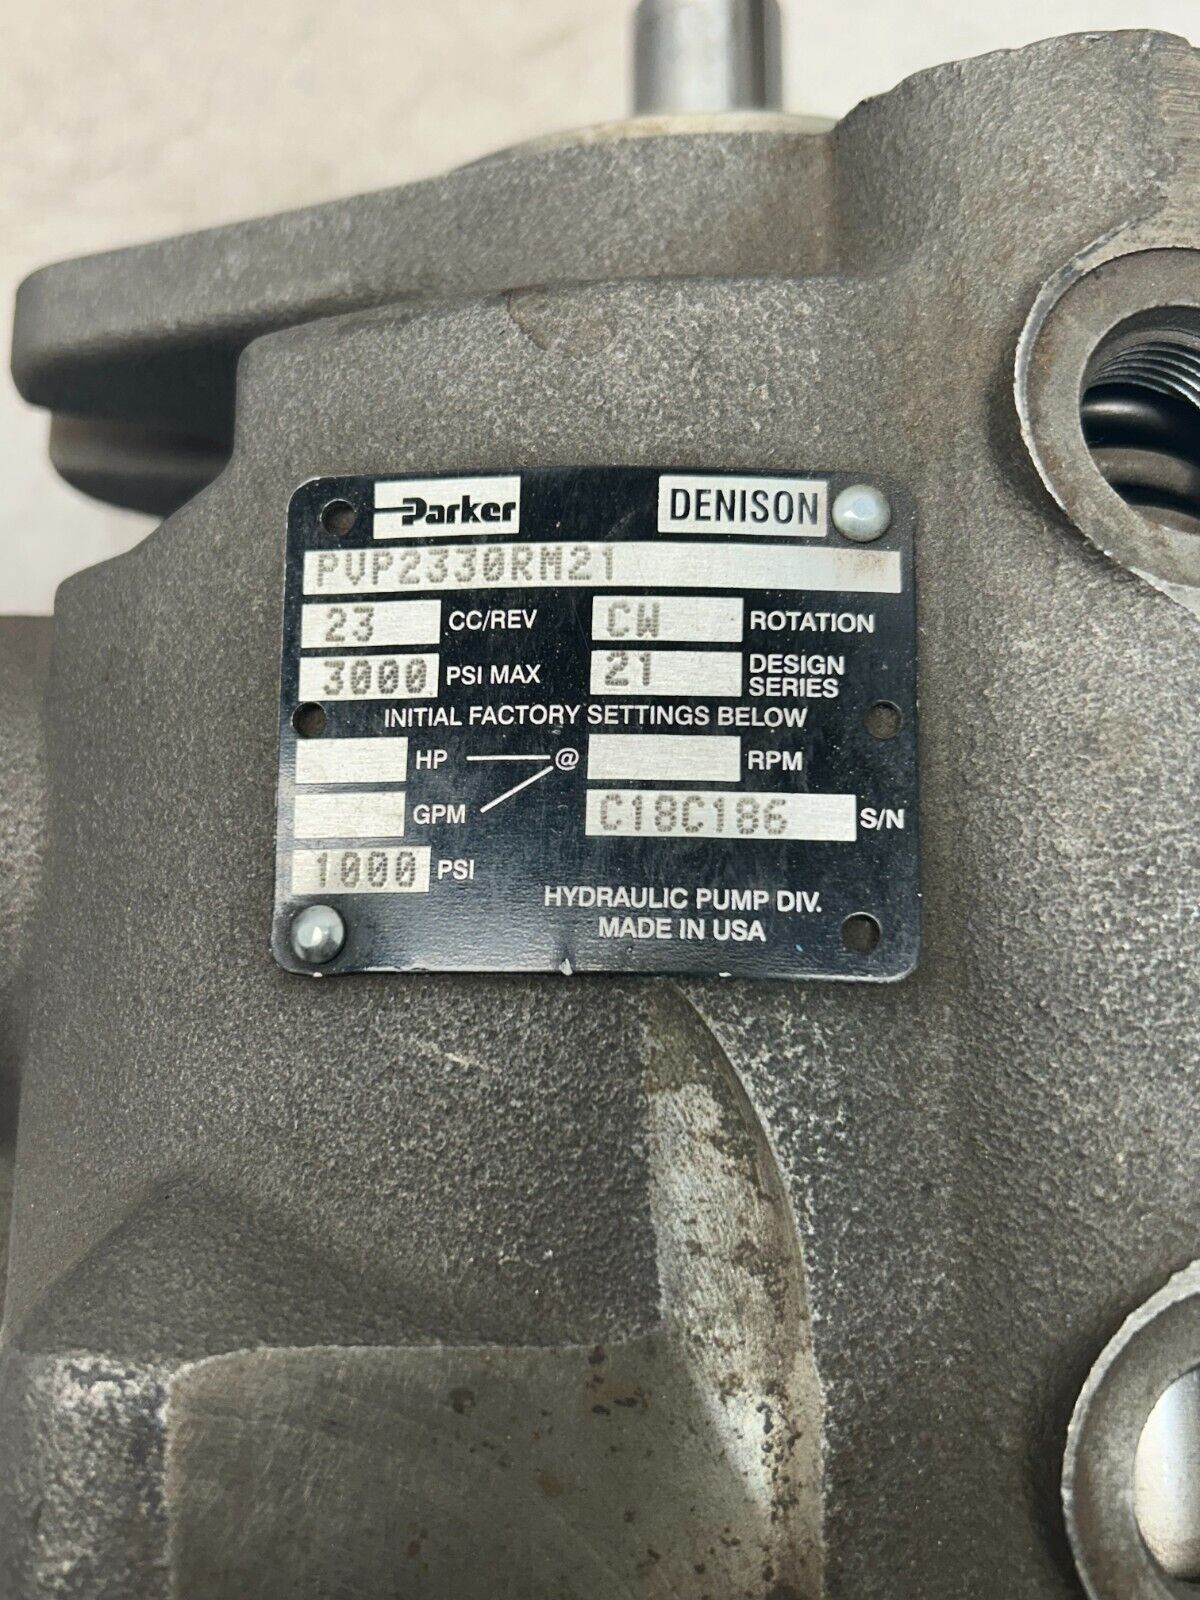 Parker DENISON
PVP2330RM21
23 CC/REV CW ROTATION
3000 PSI MAX 21 DESIGN SERIES
INITIAL FACTORY SETTINGS BELOW
HP @ RPM
GPM C18C186 S/N
1000 PSI
HYDRAULIC PUMP DIV.
MADE IN USA